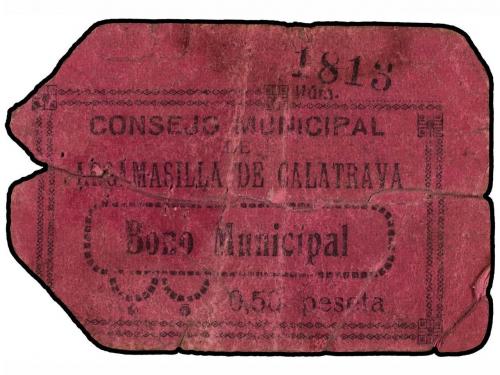 1813
Núm.
CONSEJO MUNICIPAL
DE
ARGAMASILLA DE CALATRAVA
Bono Municipal
0,50 peseta